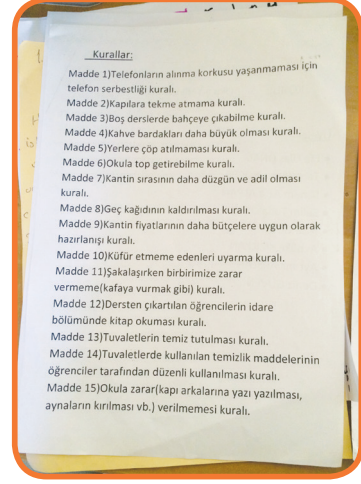 Kurallar:
Madde 1)Telefonların alınma korkusu yaşanmaması için
telefon serbestliği kuralı.
Madde 2)Kapılara tekme atmama kuralı.
Madde 3)Boş derslerde bahçeye çıkabilme kuralı.
Madde 4)Kahve bardakları daha büyük olması kuralı.
Madde 5)Yerlere çöp atılmaması kuralı.
Madde 6)Okula top getirebilme kuralı.
Madde 7)Kantin sırasının daha düzgün ve adil olması
kuralı.
Madde 8)Geç kağıdının kaldırılması kuralı.
Madde 9)Kantin fiyatlarının daha bütçelere uygun olarak
hazırlanışı kuralı.
Madde 10)Küfür etmeme edenleri uyarma kuralı.
Madde 11)Şakalaşırken birbirimize zarar
vermeme(kafaya vurmak gibi) kuralı.
Madde 12)Dersten çıkartılan öğrencilerin idare
bölümünde kitap okuması kuralı.
Madde 13)Tuvaletlerin temiz tutulması kuralı.
Madde 14)Tuvaletlerde kullanılan temizlik maddelerinin
öğrenciler tarafından düzenli kullanılması kuralı.
Madde 15)Okula zarar(kapı arkalarına yazı yazılması,
aynaların kırılması vb.) verilmemesi kuralı.